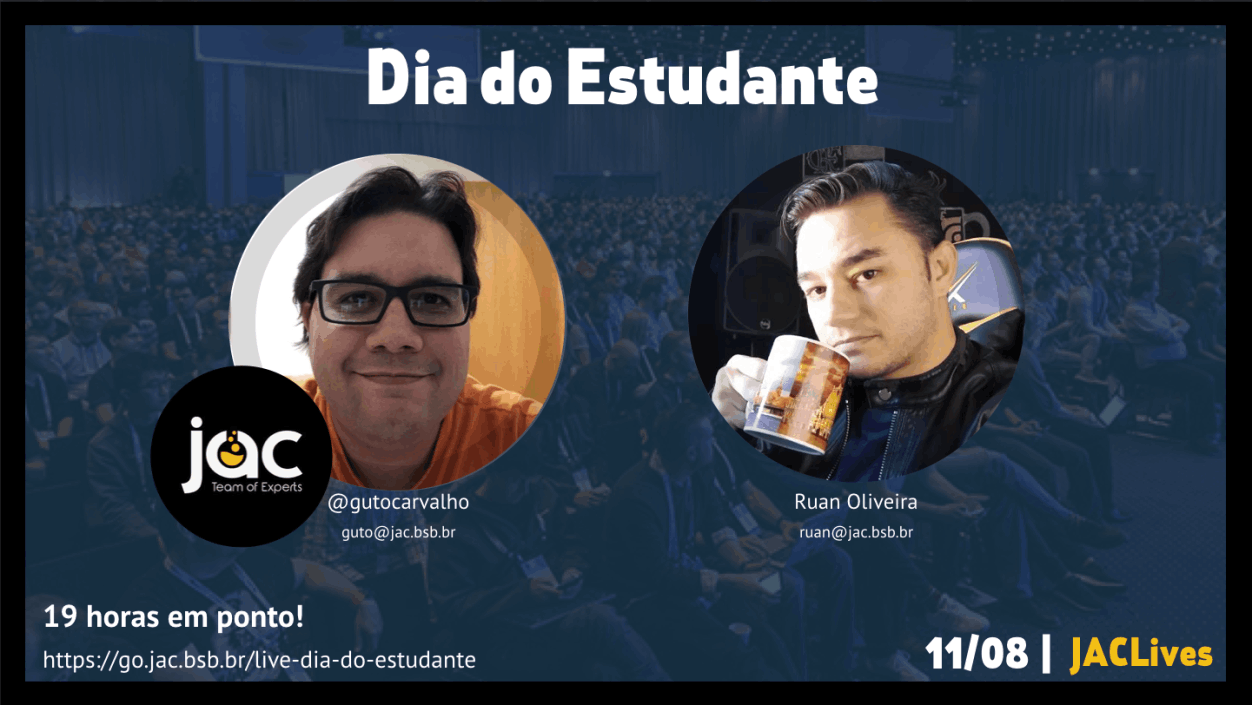 Dia do Estudante
jac
Team of Experts
@gutocarvalho
guto@jac.bsb.br
Ruan Oliveira
ruan@jac.bsb.br
19 horas em ponto!
https://go.jac.bsb.br/live-dia-do-estudante
11/08 | JACLives